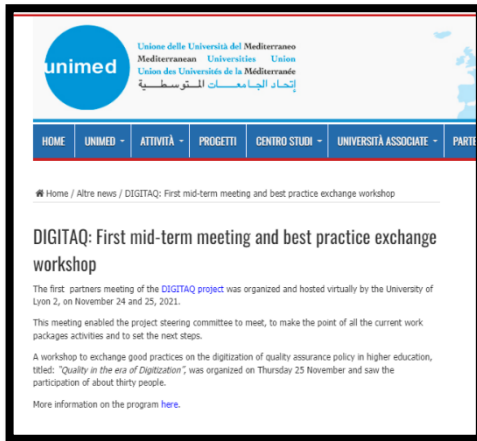 unimed
Unione delle Università del Mediterraneo
Mediterranean Universities Union
Union des Universités de la Méditerranée
إتحـاد الجـامعـــــات المـــتوسـطـــــية
HOME UNIMED ATTIVITÀ PROGETTI CENTRO STUDI UNIVERSITÀ ASSOCIATE PARTE
Home / Altre news / DIGITAQ: First mid-term meeting and best practice exchange workshop
DIGITAQ: First mid-term meeting and best practice exchange
workshop
The first partners meeting of the DIGITAQ project was organized and hosted virtually by the University of
Lyon 2, on November 24 and 25, 2021.
This meeting enabled the project steering committee to meet, to make the point of all the current work
packages activities and to set the next steps.
A workshop to exchange good practices on the digitization of quality assurance policy in higher education,
titled: "Quality in the era of Digitization", was organized on Thursday 25 November and saw the
participation of about thirty people.
More information on the program here.